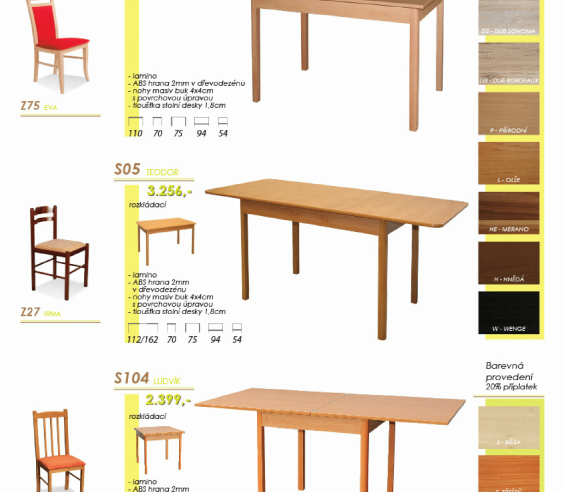 DS - DUB SONOMA
- lamino
- ABS hrana 2mm v dřevodezénu
- nohy masiv buk 4x4cm
s povrchovou úpravou
- tloušťka stolní desky 1,8cm
110 70 75 94 54
Z75 EVA
DB - DUB BORDEAUX
P - PŘÍRODNÍ
L - OLŠE
HE - MERANO
H - HNĚDÁ
W - WENGE
S05 TEODOR
3.256,-
rozkládací
- lamino
- ABS hrana 2mm
v dřevodezénu
- nohy masiv buk 4x4cm
s povrchovou úpravou
- tloušťka stolní desky 1,8cm
112/162 70 75 94 54
Z27 IRMA
Barevná
provedení
20% příplatek
S104 LUDVÍK
2.399,-
rozkládací
- lamino
- ABS hrana 2mm